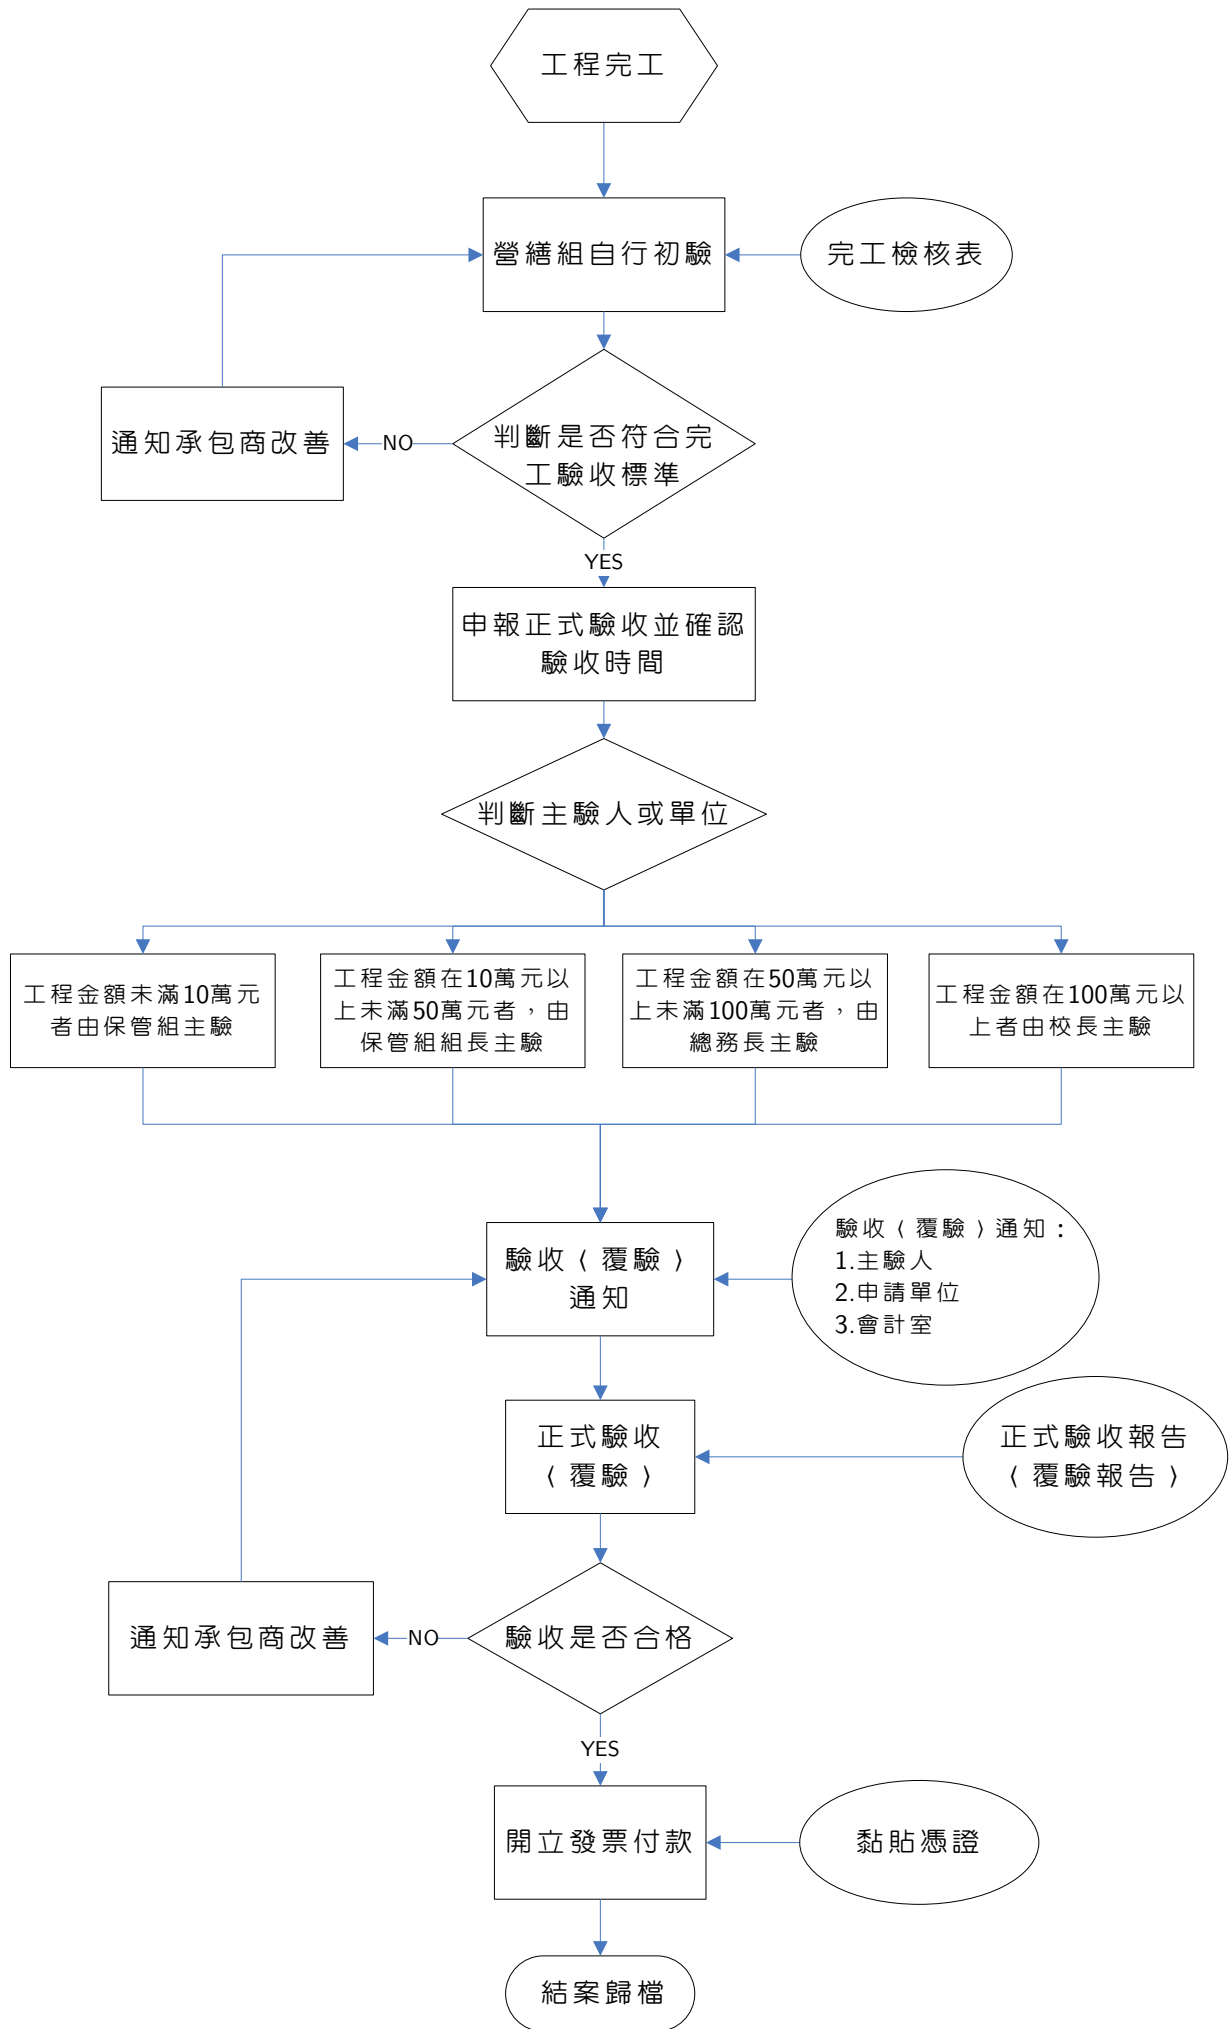 工程完工
營繕組自行初驗
完工檢核表
通知承包商改善
NO
判斷是否符合完
工驗收標準
YES
申報正式驗收並確認
驗收時間
判斷主驗人或單位
工程金額未滿10萬元
者由保管組主驗
工程金額在10萬元以
上未滿50萬元者，由
保管組組長主驗
工程金額在50萬元以
上未滿100萬元者，由
總務長主驗
工程金額在100萬元以
上者由校長主驗
驗收（覆驗）
通知
驗收（覆驗）通知：
1.主驗人
2.申請單位
3.會計室
正式驗收
（覆驗）
正式驗收報告
（覆驗報告）
通知承包商改善
NO
驗收是否合格
YES
開立發票付款
黏貼憑證
結案歸檔